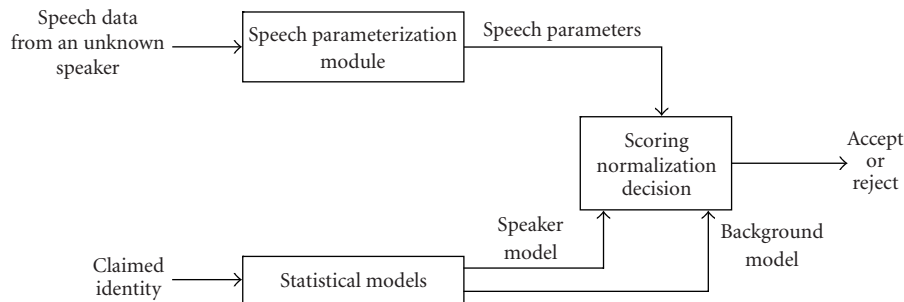 Speech data
from an unknown
speaker
Speech parameterization
module
Speech parameters
Scoring
normalization
decision
Accept
or
reject
Speaker
model
Background
model
Claimed
identity
Statistical models